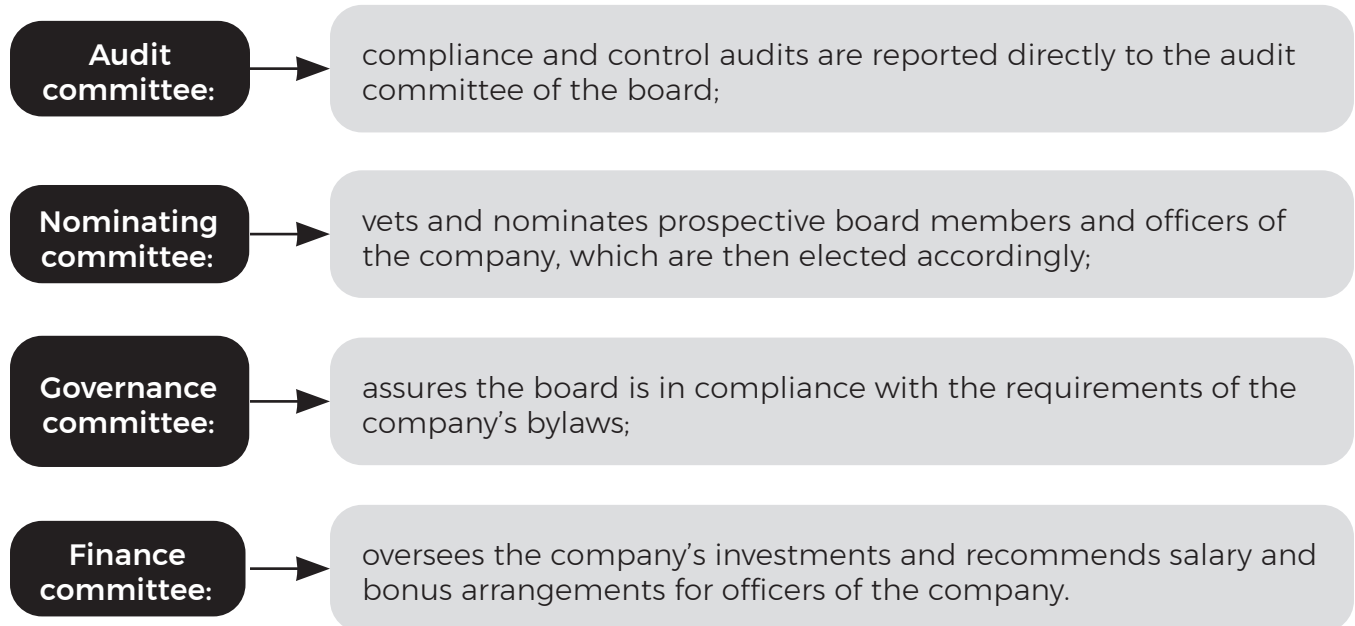 Audit
committee:
compliance and control audits are reported directly to the audit
committee of the board;
Nominating
committee:
vets and nominates prospective board members and officers of
the company, which are then elected accordingly;
Governance
committee:
assures the board is in compliance with the requirements of the
company’s bylaws;
Finance
committee:
oversees the company’s investments and recommends salary and
bonus arrangements for officers of the company.